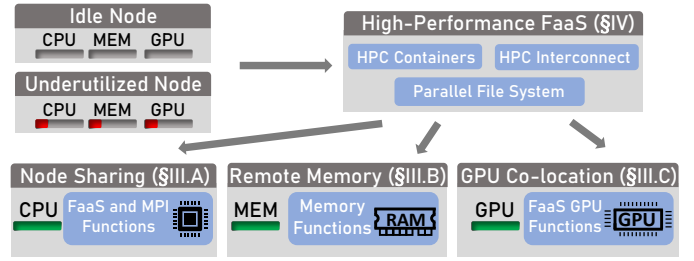 Idle Node
CPU MEM GPU
Underutilized Node
CPU MEM GPU
High-Performance FaaS (§IV)
HPC Containers
HPC Interconnect
Parallel File System
Node Sharing (§III.A)
CPU
FaaS and MPI
Functions
Remote Memory (§III.B)
MEM
Memory
Functions
RAM
GPU Co-location (§III.C)
GPU
FaaS GPU
Functions
GPU